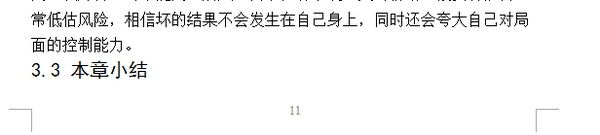 常低估风险，相信坏的结果不会发生在自己身上，同时还会夸大自己对局
面的控制能力。
3.3 本章小结
11